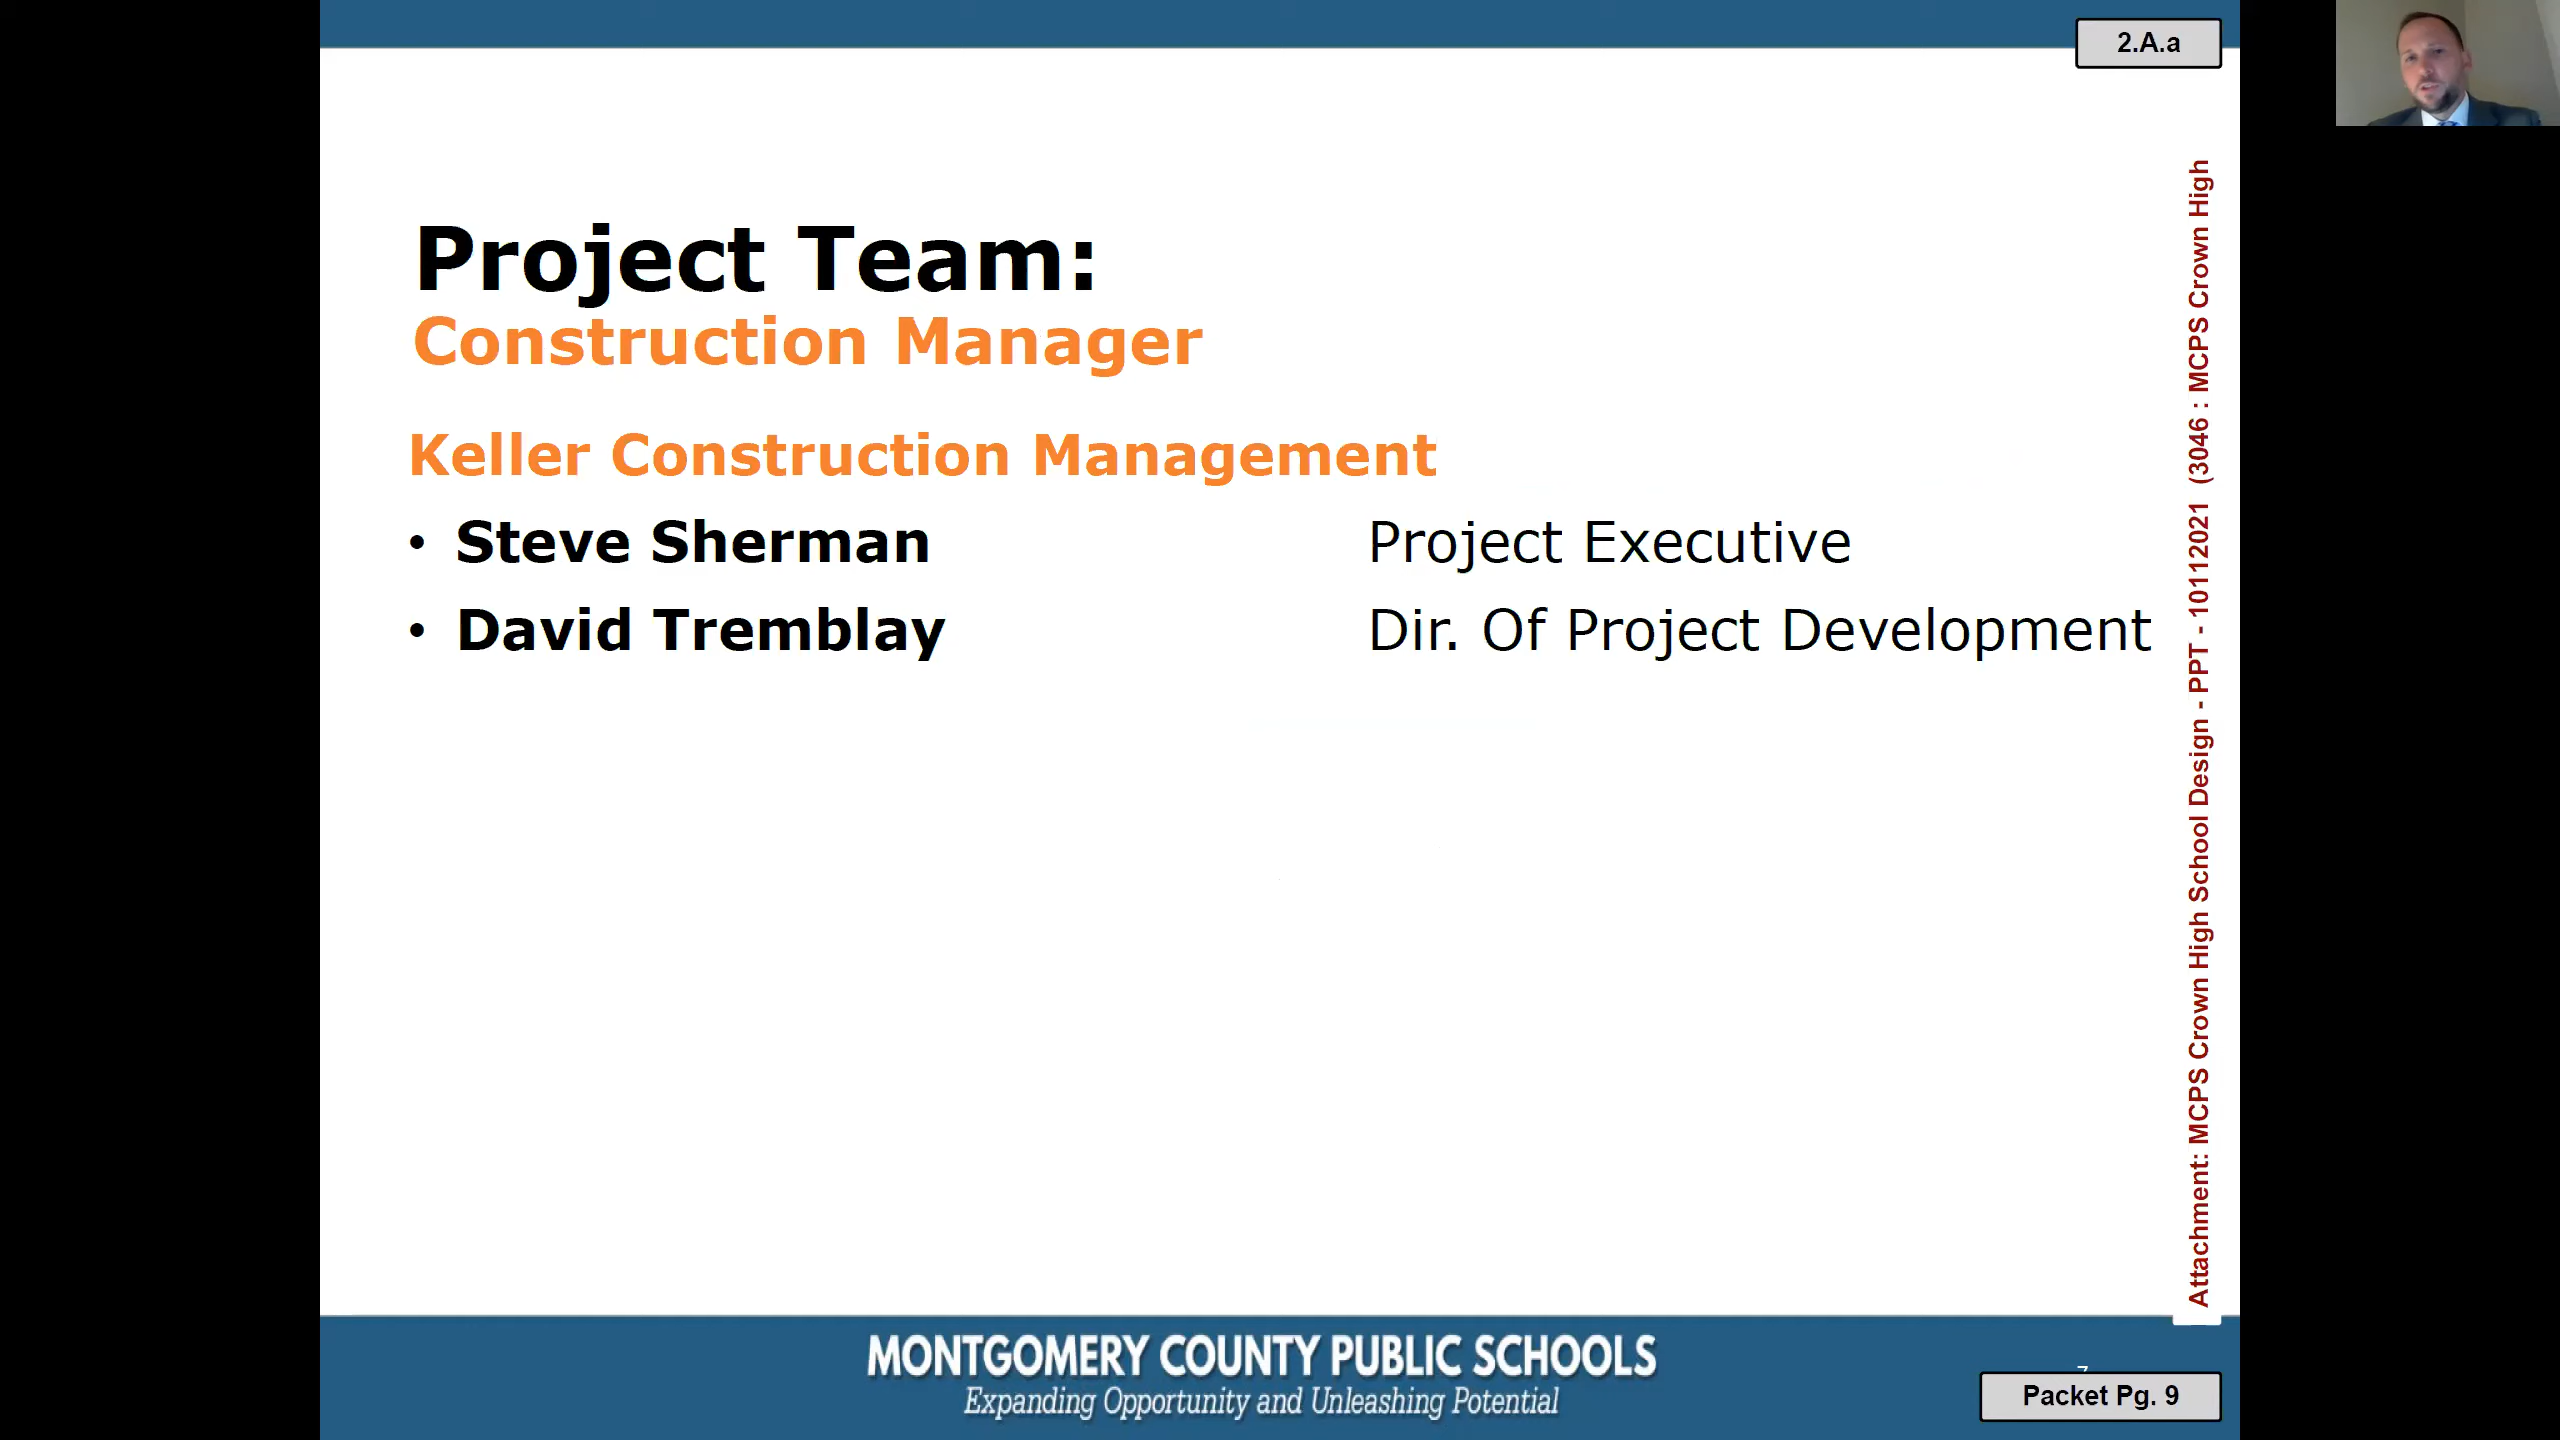 2.A.a
Project Team:
Construction Manager
Keller Construction Management
• Steve Sherman Project Executive
• David Tremblay Dir. Of Project Development
Attachment: MCPS Crown High School Design - PPT - 10112021 (3046 : MCPS Crown High
MONTGOMERY COUNTY PUBLIC SCHOOLS
Expanding Opportunity and Unleashing Potential
Packet Pg. 9